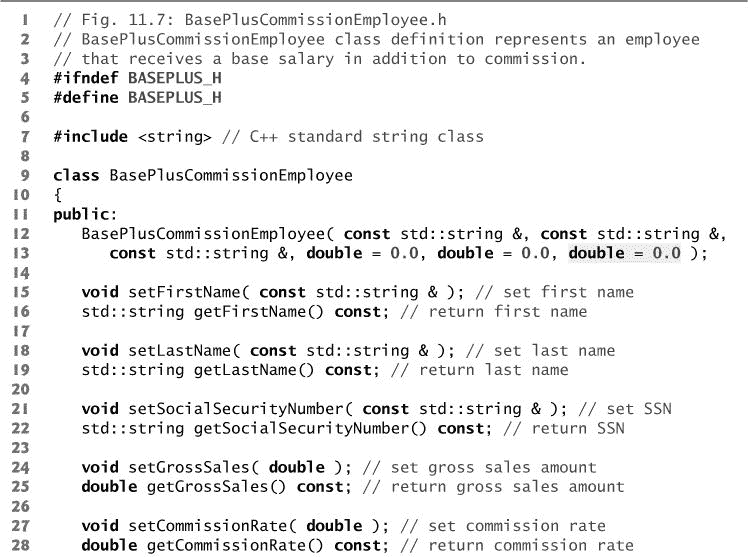 1 // Fig. 11.7: BasePlusCommissionEmployee.h
2 // BasePlusCommissionEmployee class definition represents an employee
3 // that receives a base salary in addition to commission.
4 #ifndef BASEPLUS_H
5 #define BASEPLUS_H
6
7 #include <string> // C++ standard string class
8
9 class BasePlusCommissionEmployee
10 {
11 public:
12 BasePlusCommissionEmployee( const std::string &, const std::string &,
13 const std::string &, double = 0.0, double = 0.0, double = 0.0 );
14
15 void setFirstName( const std::string & ); // set first name
16 std::string getFirstName() const; // return first name
17
18 void setLastName( const std::string & ); // set last name
19 std::string getLastName() const; // return last name
20
21 void setSocialSecurityNumber( const std::string & ); // set SSN
22 std::string getSocialSecurityNumber() const; // return SSN
23
24 void setGrossSales( double ); // set gross sales amount
25 double getGrossSales() const; // return gross sales amount
26
27 void setCommissionRate( double ); // set commission rate
28 double getCommissionRate() const; // return commission rate